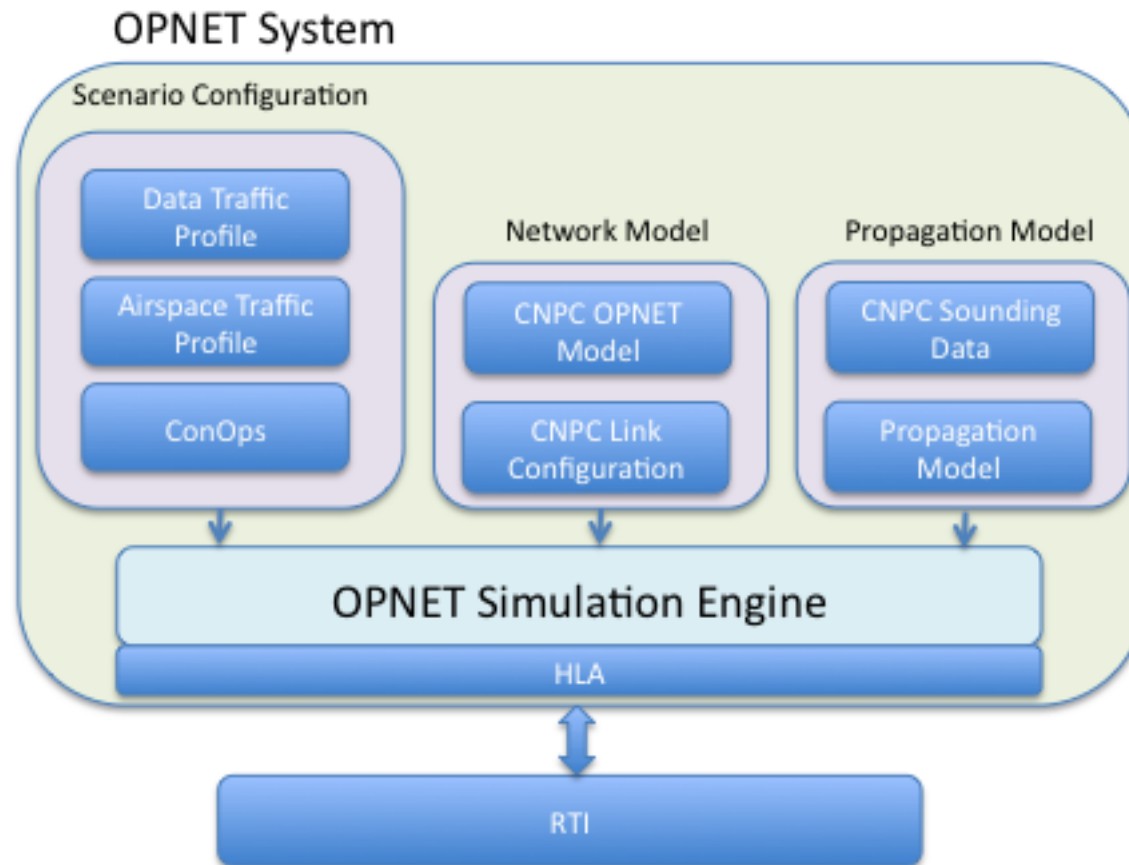 OPNET System
Scenario Configuration
Data Traffic
Profile
Airspace Traffic
Profile
ConOps
Network Model
CNPC OPNET
Model
CNPC Link
Configuration
Propagation Model
CNPC Sounding
Data
Propagation
Model
OPNET Simulation Engine
HLA
RTI